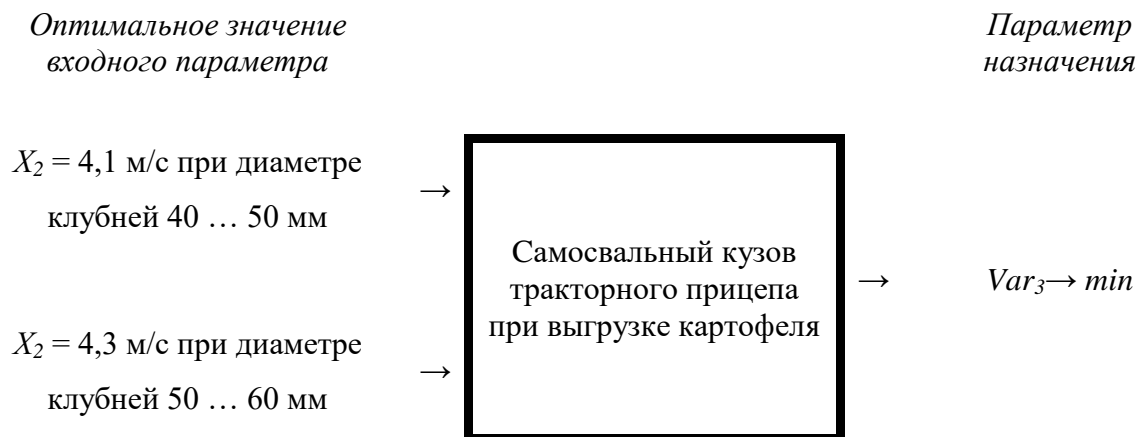 Оптимальное значение
входного параметра
Параметр
назначения
X₂ = 4,1 м/с при диаметре
клубней 40 … 50 мм
→
X₂ = 4,3 м/с при диаметре
клубней 50 … 60 мм
→
Самосвальный кузов
тракторного прицепа
при выгрузке картофеля
→
Var₃→ min